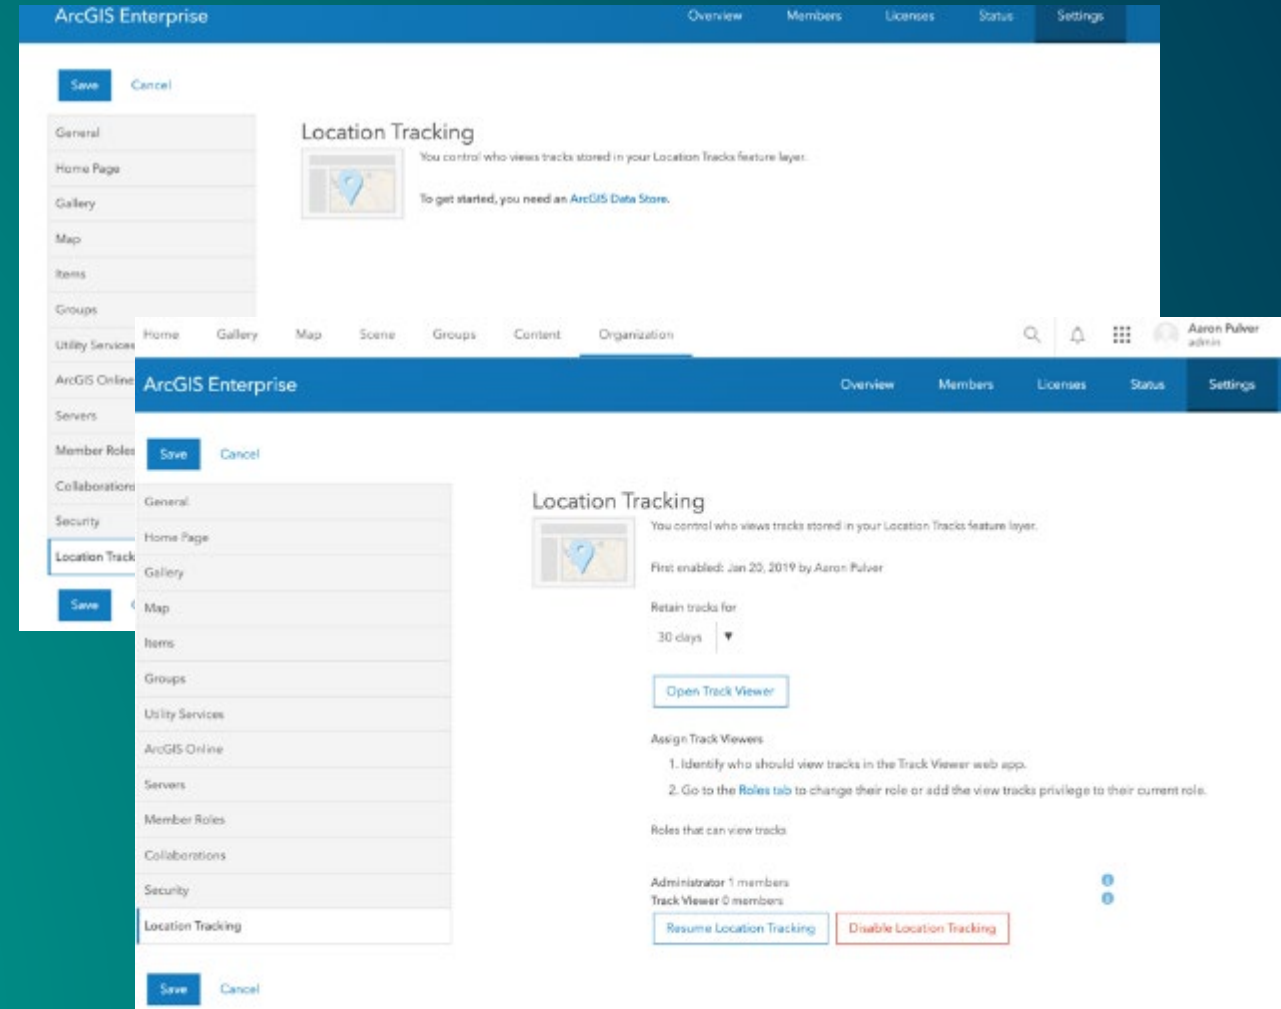 ArcGIS Enterprise
Overview Members Licenses Status Settings
Save Cancel
General
Home Page
Gallery
Map
Items
Groups
Utility Services
ArcGIS Online
Servers
Member Roles
Collaborations
Security
Location Track
Save
Location Tracking
You control who views tracks stored in your Location Tracks feature layer.
To get started, you need an ArcGIS Data Store.
Home Gallery Map Scene Groups Content Organization
Aaron Pulver
admin
ArcGIS Enterprise
Overview Members Licenses Status Settings
Save Cancel
General
Home Page
Gallery
Map
Items
Groups
Utility Services
ArcGIS Online
Servers
Member Roles
Collaborations
Security
Location Tracking
Save Cancel
Location Tracking
You control who views tracks stored in your Location Tracks feature layer.
First enabled: Jan 20, 2019 by Aaron Pulver
Retain tracks for
30 days
Open Track Viewer
Assign Track Viewers
1. Identify who should view tracks in the Track Viewer web app.
2. Go to the Roles tab to change their role or add the view tracks privilege to their current role.
Roles that can view tracks
Administrator 1 members
Track Viewer 0 members
Resume Location Tracking Disable Location Tracking